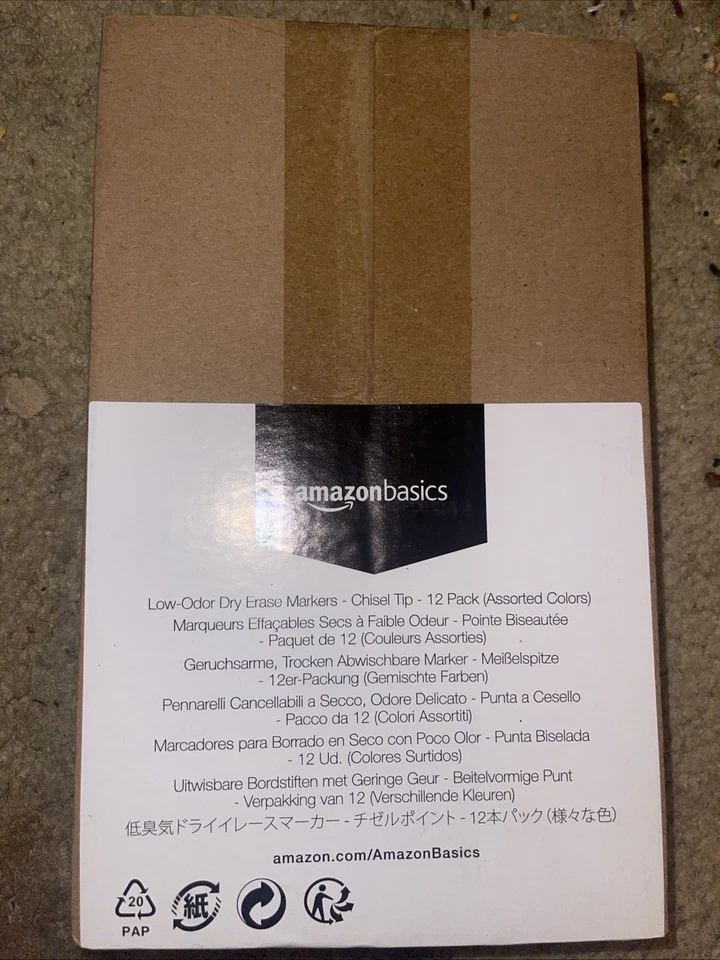 amazonbasics
Low-Odor Dry Erase Markers - Chisel Tip - 12 Pack (Assorted Colors)
Marqueurs Effaçables Secs à Faible Odeur - Pointe Biseautée
- Paquet de 12 (Couleurs Assorties)
Geruchsarme, Trocken Abwischbare Marker - Meißelspitze
- 12er-Packung (Gemischte Farben)
Pennarelli Cancellabili a Secco, Odore Delicato - Punta a Cesello
- Pacco da 12 (Colori Assortiti)
Marcadores para Borrado en Seco con Poco Olor - Punta Biselada
- 12 Ud. (Colores Surtidos)
Uitwisbare Bordstiften met Geringe Geur - Beitelvormige Punt
- Verpakking van 12 (Verschillende Kleuren)
低臭気ドライイレースマーカー - チゼルポイント - 12本パック（様々な色）
amazon.com/AmazonBasics
20 紙
PAP